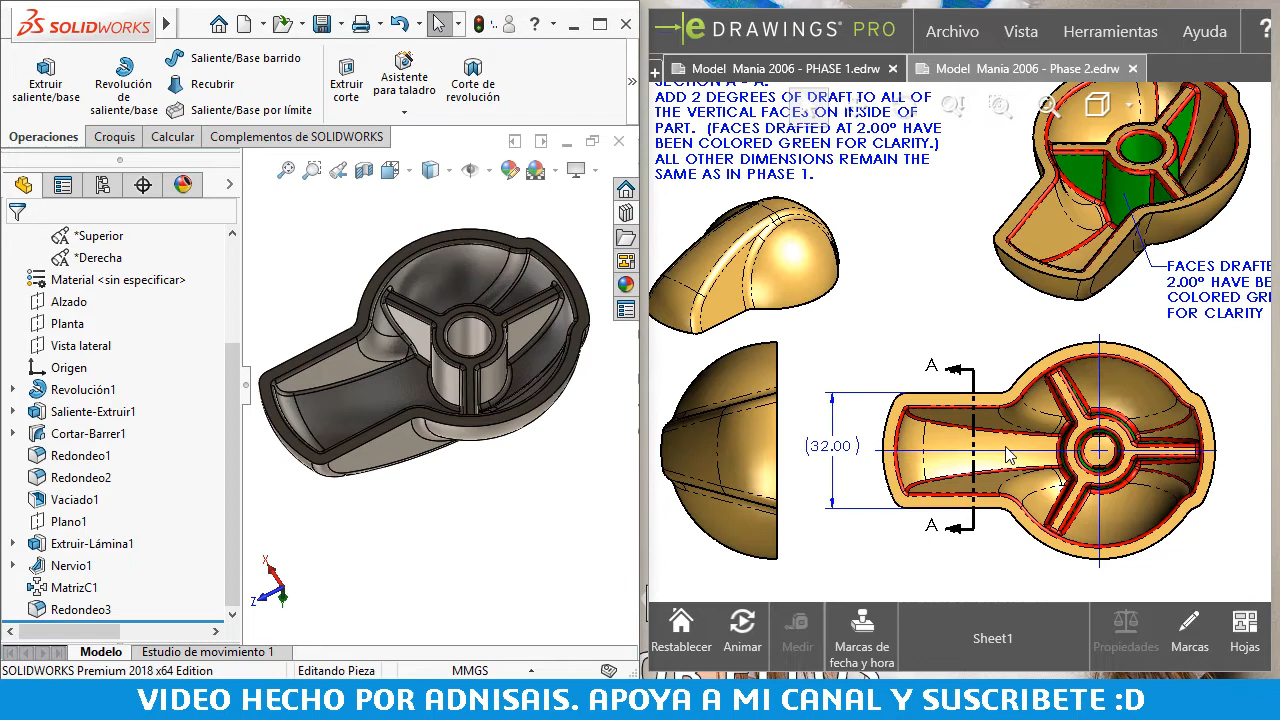 SOLIDWORKS
Extruir saliente/base
Revolución de saliente/base
Saliente/Base barrido
Recubrir
Saliente/Base por límite
Extruir corte
Asistente para taladro
Corte de revolución
Operaciones
Croquis
Calcular
Complementos de SOLIDWORKS
*Superior
*Derecha
Material <sin especificar>
Alzado
Planta
Vista lateral
Origen
Revolución1
Saliente-Extruir1
Cortar-Barrer1
Redondeo1
Redondeo2
Vaciado1
Plano1
Extruir-Lámina1
Nervio1
MatrizC1
Redondeo3
X
Z
Y
Modelo
Estudio de movimiento 1
SOLIDWORKS Premium 2018 x64 Edition
Editando Pieza
MMGS
e DRAWINGS® PRO
Archivo
Vista
Herramientas
Ayuda
?
Model Mania 2006 - PHASE 1.edrw
Model Mania 2006 - Phase 2.edrw
SECTION A - A.
ADD 2 DEGREES OF DRAFT TO ALL OF
THE VERTICAL FACES ON INSIDE OF
PART. (FACES DRAFTED AT 2.00° HAVE
BEEN COLORED GREEN FOR CLARITY.)
ALL OTHER DIMENSIONS REMAIN THE
SAME AS IN PHASE 1.
FACES DRAFTE
2.00° HAVE BE
COLORED GRE
FOR CLARITY
A
(32.00 )
A
Restablecer
Animar
Medir
Marcas de fecha y hora
Sheet1
Propiedades
Marcas
Hojas
VIDEO HECHO POR ADNISAIS. APOYA A MI CANAL Y SUSCRIBETE :D